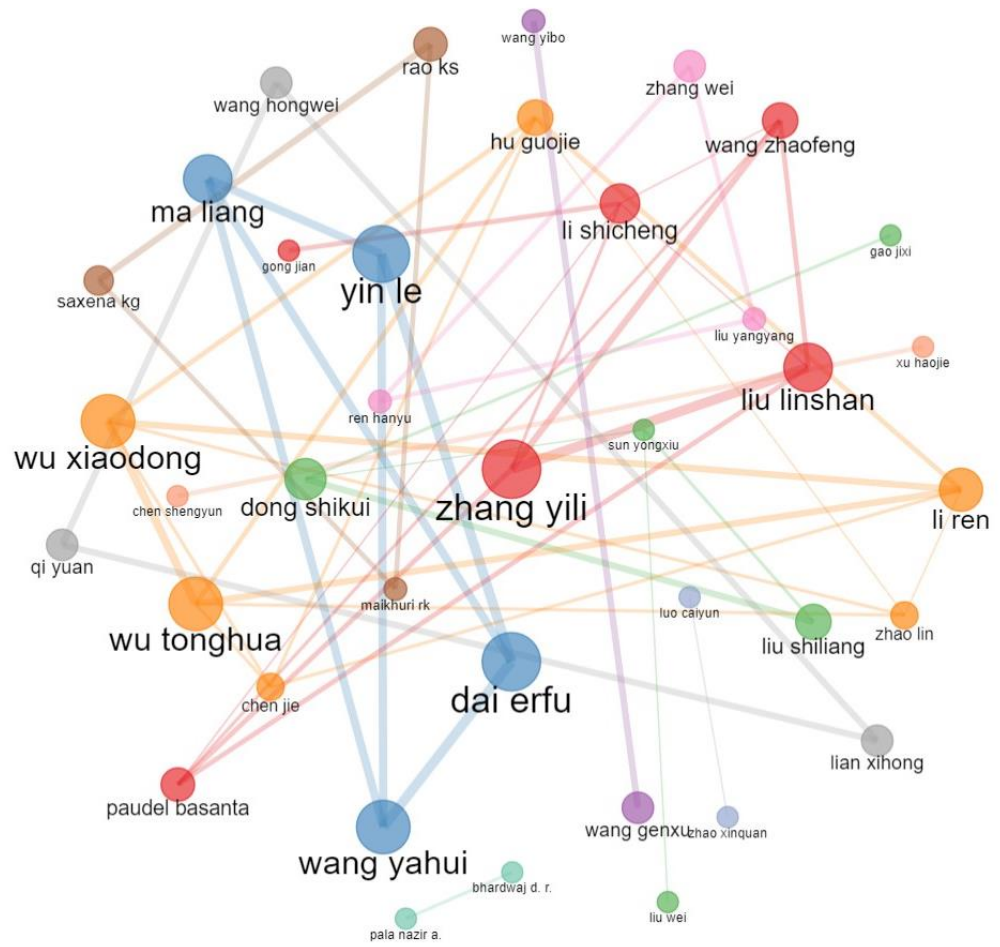 wang yibo
rao ks
zhang wei
wang hongwei
hu guojie
wang zhaofeng
ma liang
li shicheng
gao jixi
gong jian
yin le
saxena kg
liu yangyang
xu haojie
liu linshan
ren hanyu
sun yongxiu
wu xiaodong
zhang yili
dong shikui
chen shengyun
li ren
qi yuan
maikhuri rk
luo caiyun
wu tonghua
liu shiliang
zhao lin
dai erfu
chen jie
lian xihong
paudel basanta
wang genxu
zhao xinquan
wang yahui
bhardwaj d. r.
liu wei
pala nazir a.